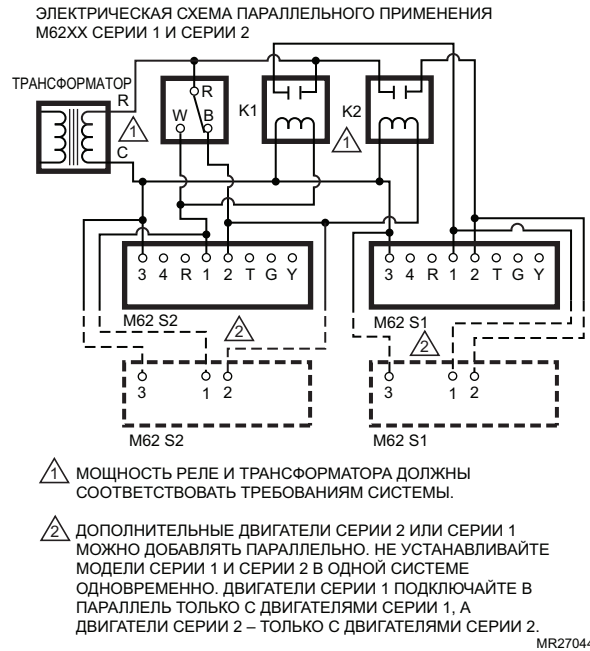 ЭЛЕКТРИЧЕСКАЯ СХЕМА ПАРАЛЛЕЛЬНОГО ПРИМЕНЕНИЯ
М62ХХ СЕРИИ 1 И СЕРИИ 2
ТРАНСФОРМАТОР
R
C
1
R
W B
K1
1
K2
3 4 R 1 2 T G Y
M62 S2
3 4 R 1 2 T G Y
M62 S1
2
2
3 1 2
M62 S2
3 1 2
M62 S1
1 МОЩНОСТЬ РЕЛЕ И ТРАНСФОРМАТОРА ДОЛЖНЫ
СООТВЕТСТВОВАТЬ ТРЕБОВАНИЯМ СИСТЕМЫ.
2 ДОПОЛНИТЕЛЬНЫЕ ДВИГАТЕЛИ СЕРИИ 2 ИЛИ СЕРИИ 1
МОЖНО ДОБАВЛЯТЬ ПАРАЛЛЕЛЬНО. НЕ УСТАНАВЛИВАЙТЕ
МОДЕЛИ СЕРИИ 1 И СЕРИИ 2 В ОДНОЙ СИСТЕМЕ
ОДНОВРЕМЕННО. ДВИГАТЕЛИ СЕРИИ 1 ПОДКЛЮЧАЙТЕ В
ПАРАЛЛЕЛЬ ТОЛЬКО С ДВИГАТЕЛЯМИ СЕРИИ 1, А
ДВИГАТЕЛИ СЕРИИ 2 – ТОЛЬКО С ДВИГАТЕЛЯМИ СЕРИИ 2.
MR27044